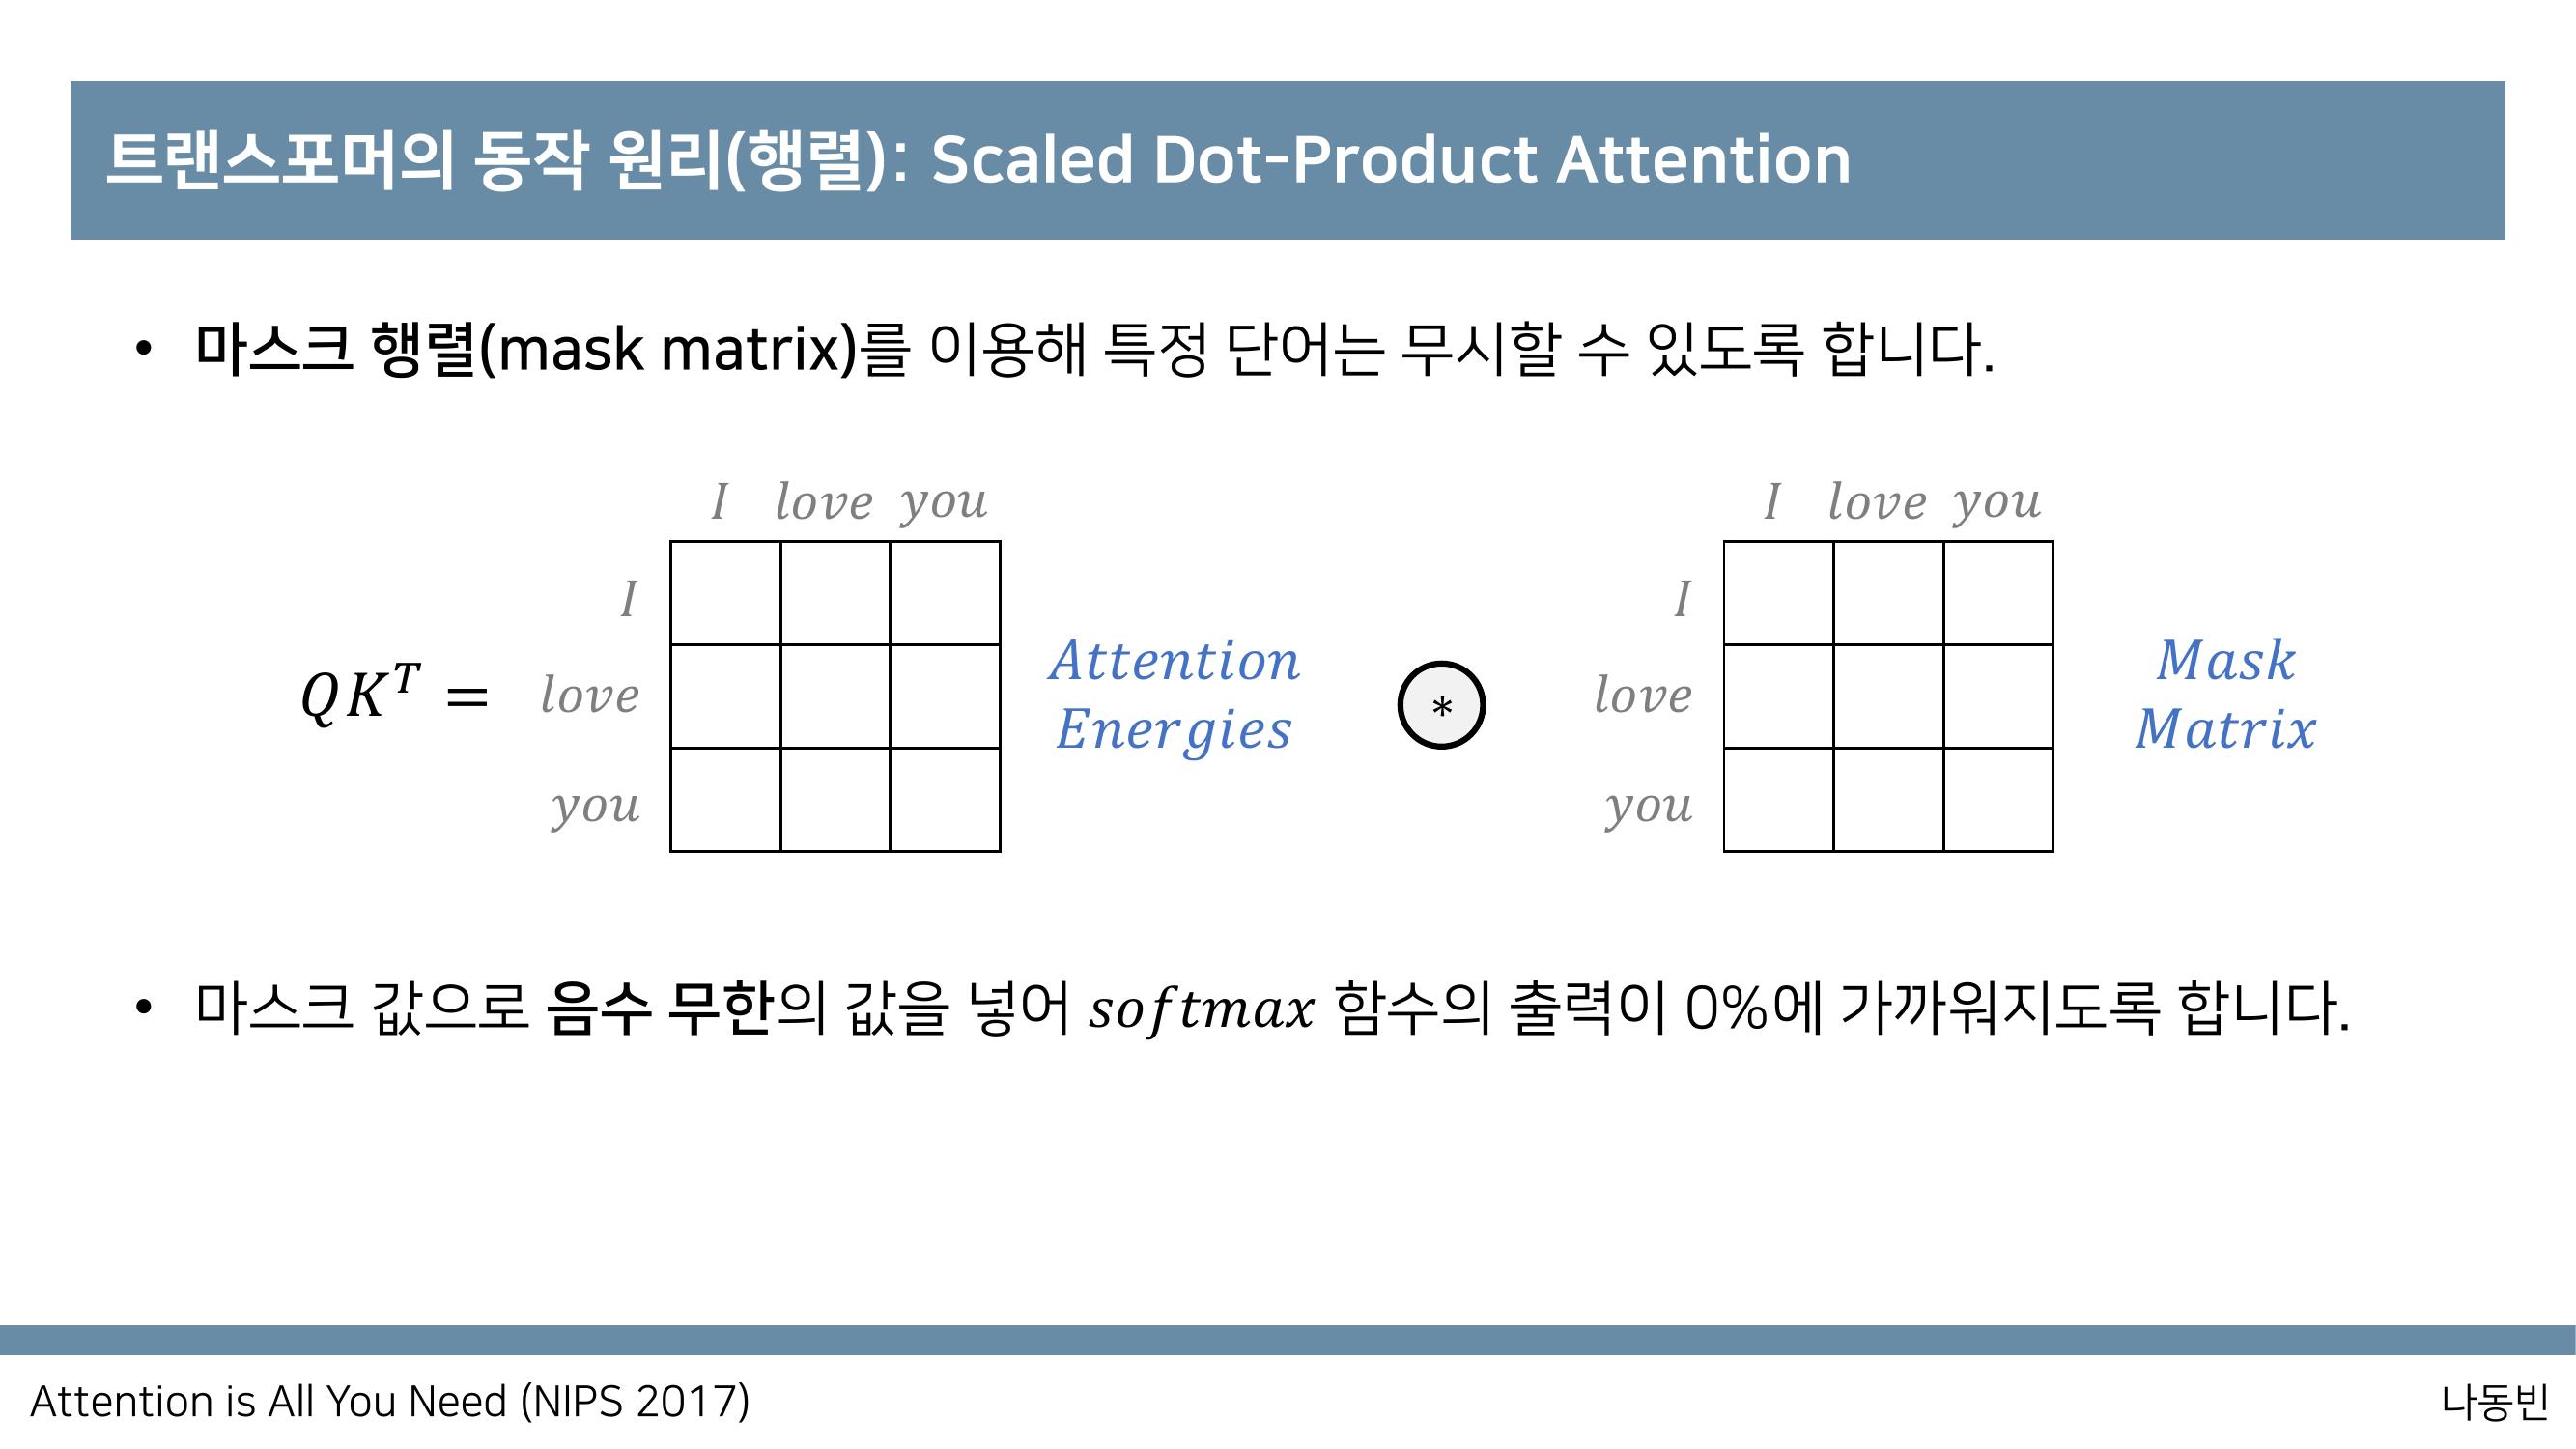 트랜스포머의 동작 원리(행렬): Scaled Dot-Product Attention
• 마스크 행렬(mask matrix)를 이용해 특정 단어는 무시할 수 있도록 합니다.
I love you
I
QK^T = love
you
Attention
Energies
*
I love you
I
love
you
Mask
Matrix
• 마스크 값으로 음수 무한의 값을 넣어 softmax 함수의 출력이 0%에 가까워지도록 합니다.
Attention is All You Need (NIPS 2017)
나동빈